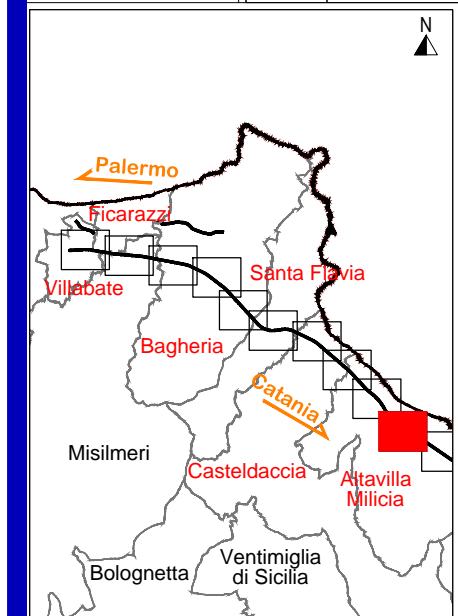 N
Palermo
Ficarazzi
Santa Flavia
Villabate
Bagheria
Catania
Misilmeri
Casteldaccia
Altavilla
Milicia
Ventimiglia
di Sicilia
Bolognetta